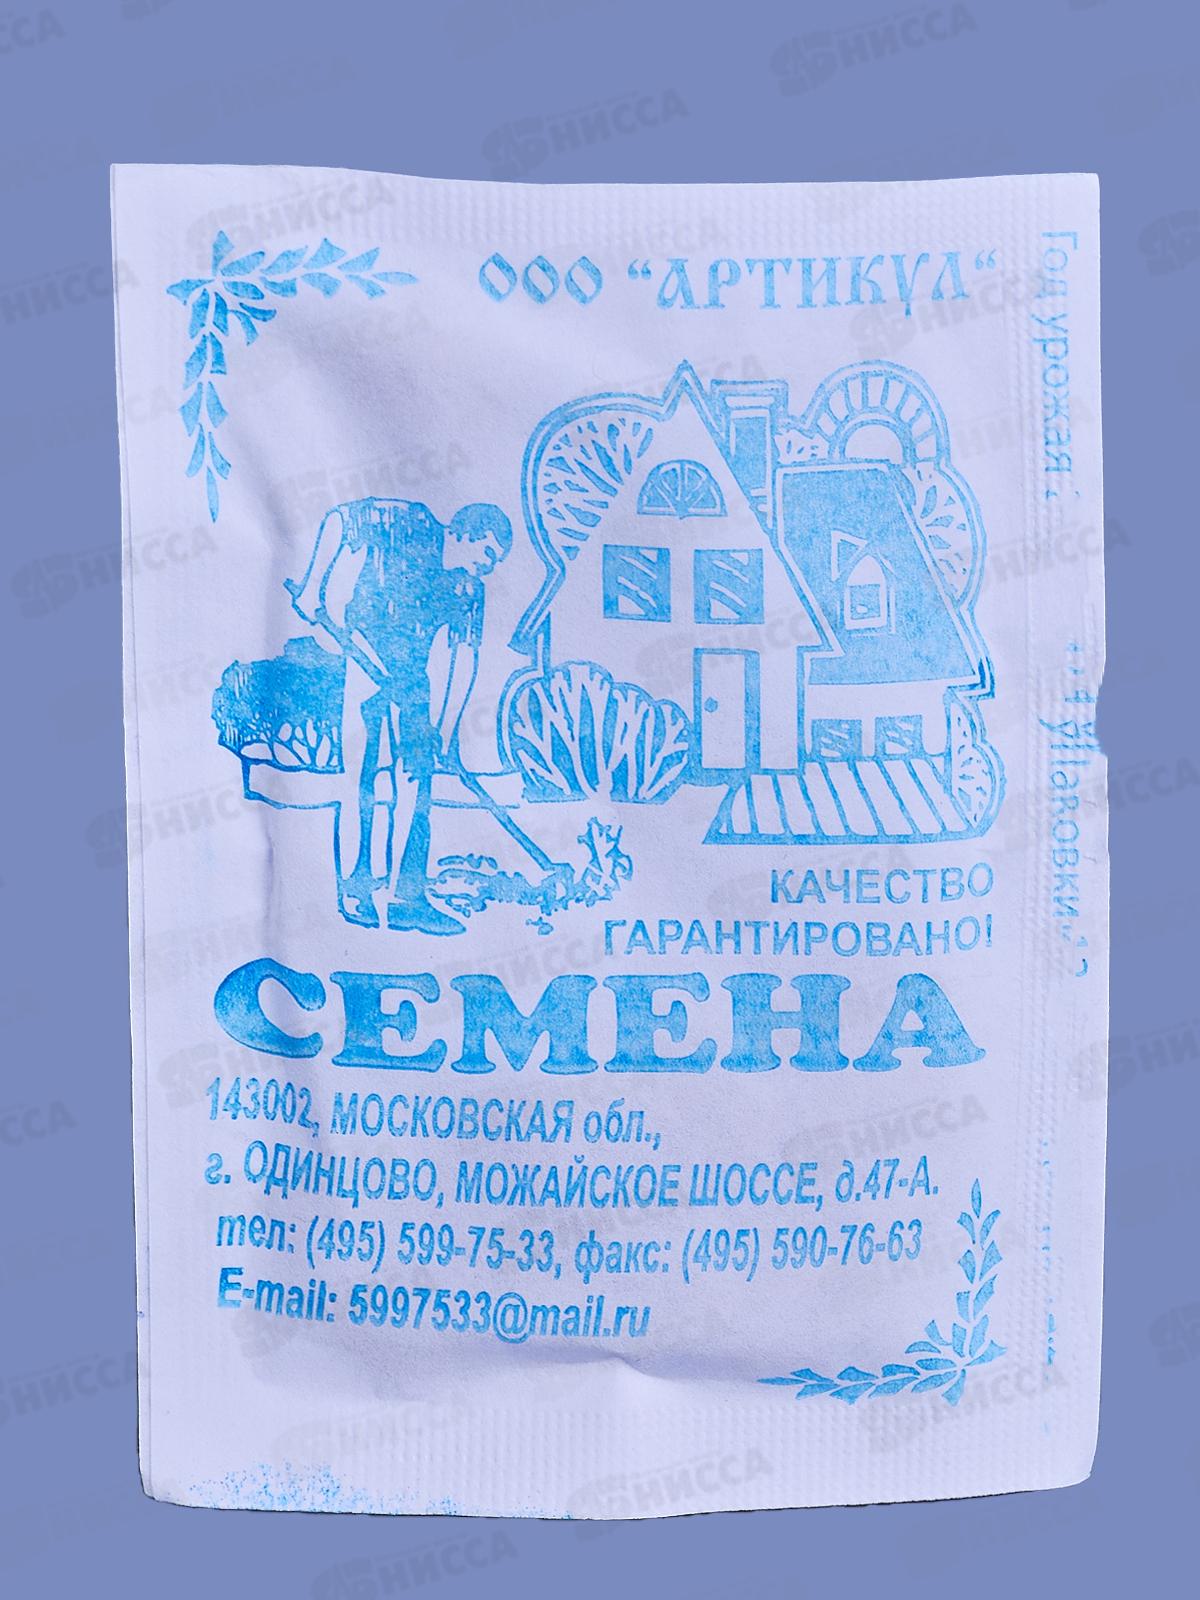 ООО "АРТИКУЛ"
КАЧЕСТВО
ГАРАНТИРОВАНО!
СЕМЕНА
143002, МОСКОВСКАЯ обл.,
г. ОДИНЦОВО, МОЖАЙСКОЕ ШОССЕ, д.47-А.
тел: (495) 599-75-33, факс: (495) 590-76-63
E-mail: 5997533@mail.ru
Год урожая
НИССА